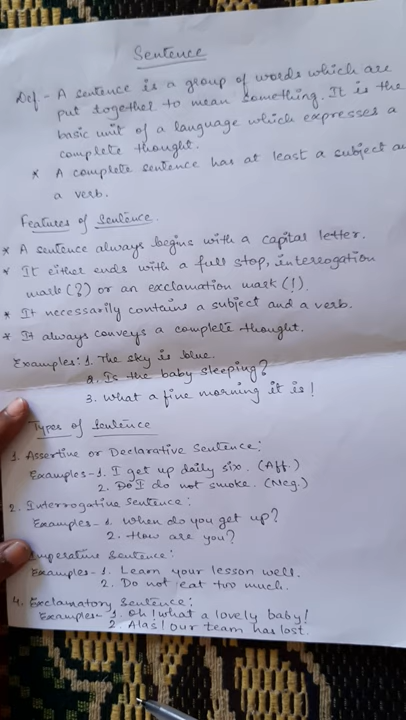 Sentence
Def - A sentence is a group of words which are
put together to mean something. It is the
basic unit of a language which expresses a
complete thought.
* A complete sentence has at least a subject
a verb.
Features of Sentence.
* A sentence always begins with a capital letter.
* It either ends with a full stop, interrogation
mark (?) or an exclamation mark (!).
* It necessarily contains a subject and a verb.
* It always conveys a complete thought.
Examples: 1. The sky is blue.
2. Is the baby sleeping?
3. What a fine morning it is!
Types of Sentence
1. Assertive or Declarative Sentence:
Examples - 1. I get up daily six. (Aff.)
2. I do not smoke. (Neg.)
2. Interrogative Sentence:
Examples - 1. When do you get up?
2. How are you?
Imperative Sentence:
Examples - 1. Learn your lesson well.
2. Do not eat too much.
4. Exclamatory Sentence:
Examples - 1. Oh! what a lovely baby!
2. Alas! Our team has lost.